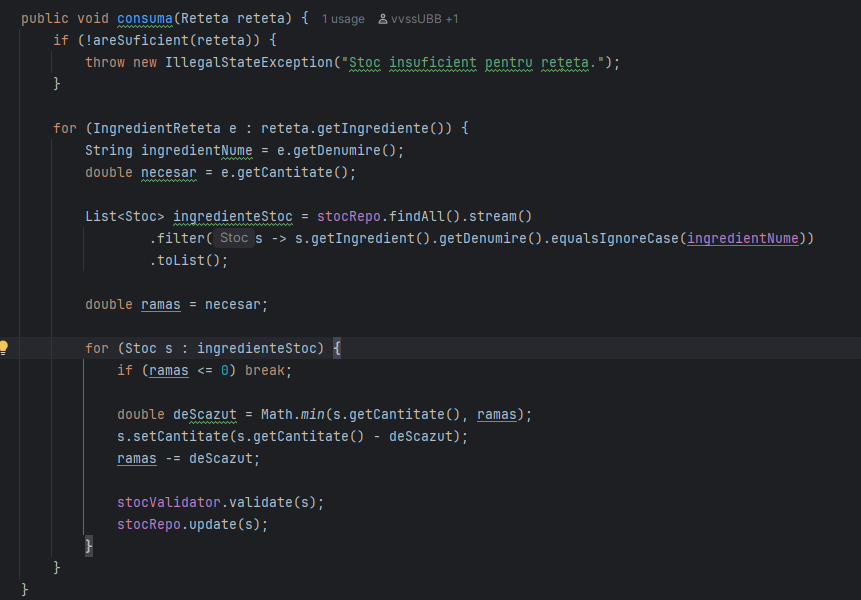 public void consuma(Reteta reteta) { 1 usage vvssUBB +1
if (!areSuficient(reteta)) {
throw new IllegalStateException("Stoc insuficient pentru rețeta.");
}
for (IngredientReteta e : reteta.getIngrediente()) {
String ingredientNume = e.getDenumire();
double necesar = e.getCantitate();
List<Stoc> ingredienteStoc = stocRepo.findAll().stream()
.filter( Stoc s -> s.getIngredient().getDenumire().equalsIgnoreCase(ingredientNume))
.toList();
double ramas = necesar;
for (Stoc s : ingredienteStoc) {
if (ramas <= 0) break;
double deScazut = Math.min(s.getCantitate(), ramas);
s.setCantitate(s.getCantitate() - deScazut);
ramas -= deScazut;
stocValidator.validate(s);
stocRepo.update(s);
}
}
}